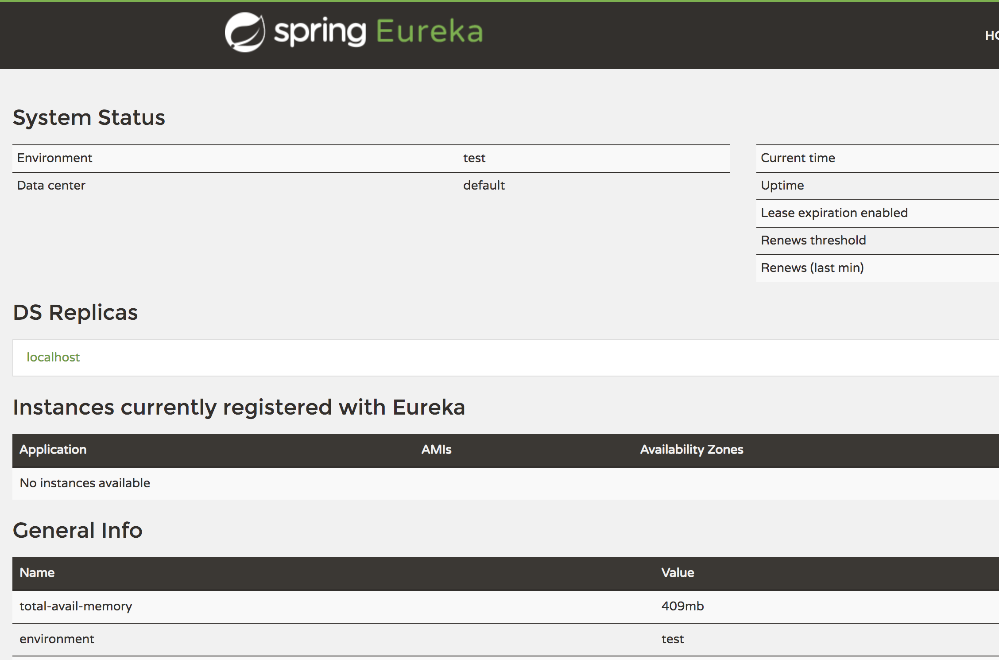 spring Eureka
System Status
Environment test
Data center default
Current time
Uptime
Lease expiration enabled
Renews threshold
Renews (last min)
DS Replicas
localhost
Instances currently registered with Eureka
Application AMIs Availability Zones
No instances available
General Info
Name Value
total-avail-memory 409mb
environment test